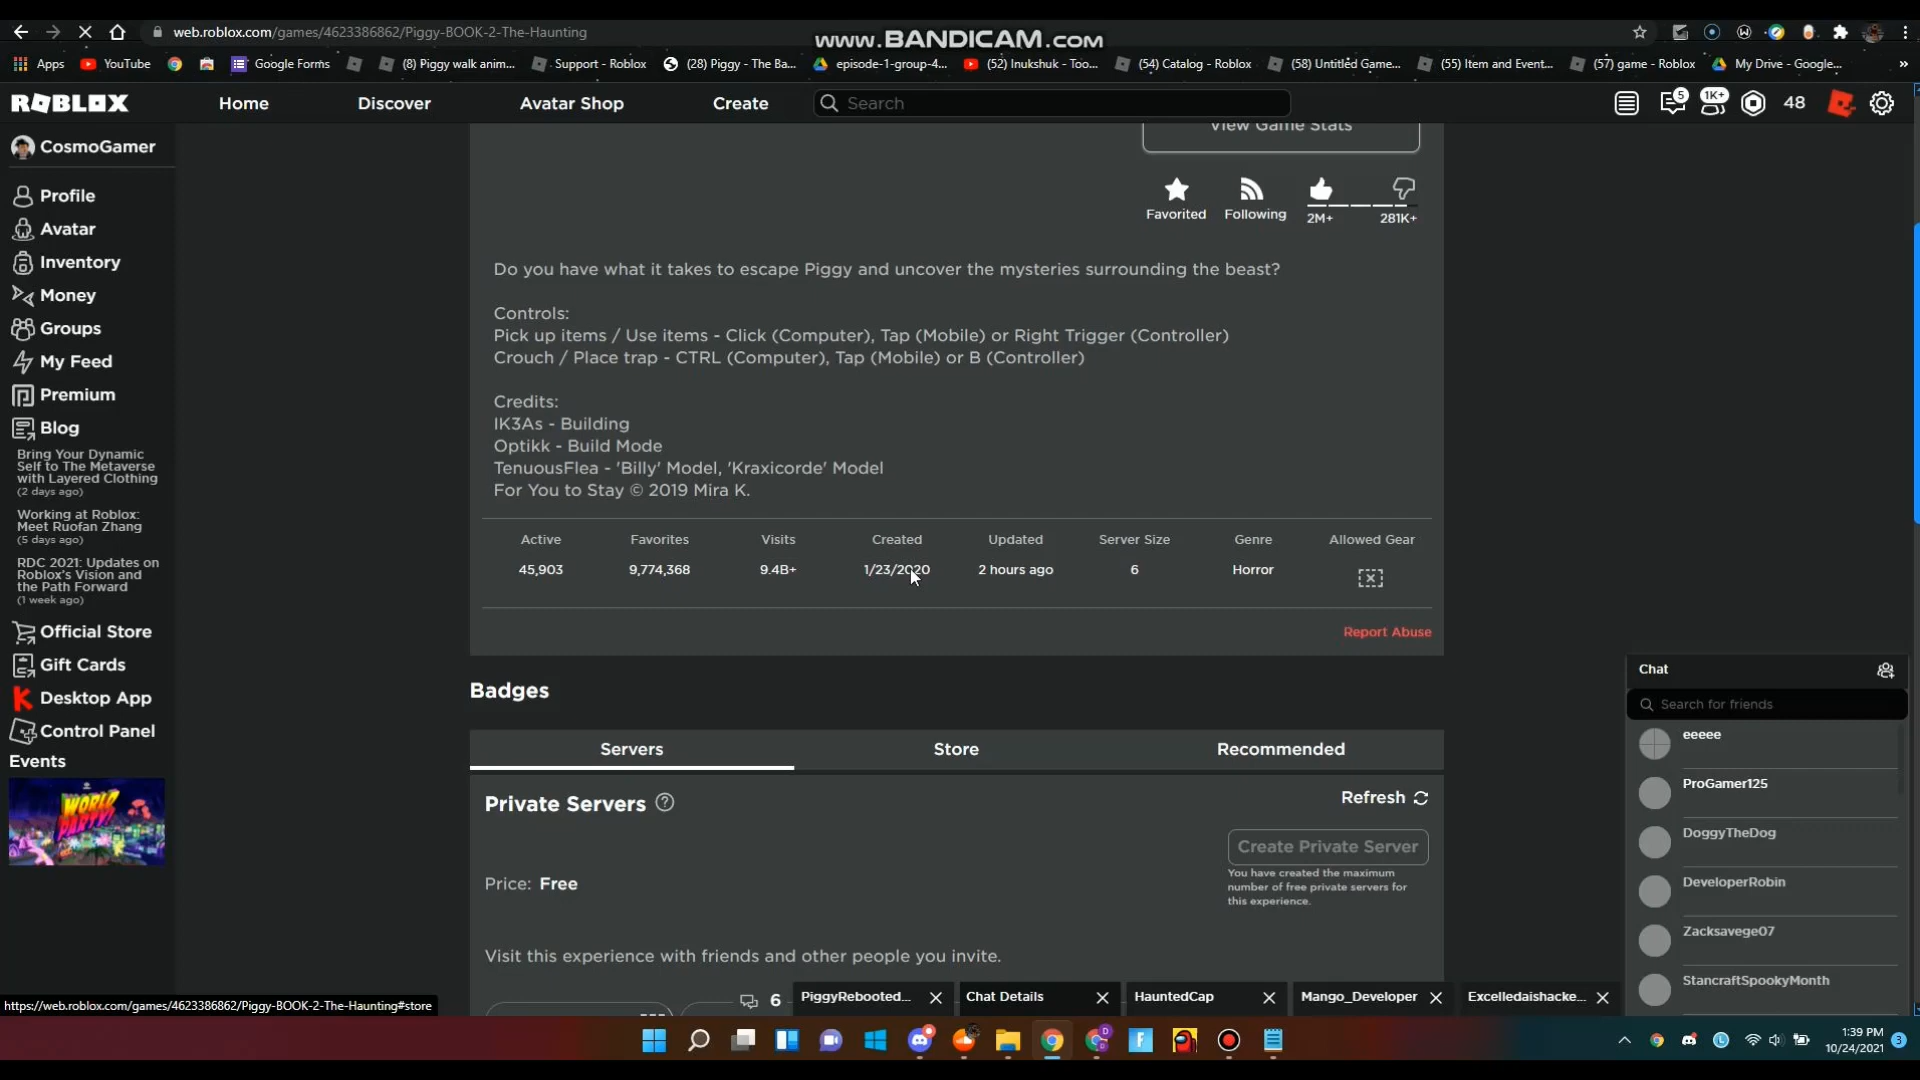 web.roblox.com/games/4623386862/Piggy-BOOK-2-The-Haunting
www.BANDICAM.com
Apps YouTube Google Forms (8) Piggy walk anim... Support - Roblox (28) Piggy - The Ba... episode-1-group-4... (52) Inukshuk - Too... (54) Catalog - Roblox (58) Untitled Game... (55) Item and Event... (57) game - Roblox My Drive - Google... »
ROBLOX Home Discover Avatar Shop Create Search 5 1K+ 48
View Game Stats
CosmoGamer
Profile
Avatar
Inventory
Money
Groups
My Feed
Premium
Blog
Bring Your Dynamic
Self to The Metaverse
with Layered Clothing
(2 days ago)
Working at Roblox:
Meet Ruofan Zhang
(5 days ago)
RDC 2021: Updates on
Roblox's Vision and
the Path Forward
(1 week ago)
Official Store
Gift Cards
Desktop App
Control Panel
Events
WORLD
PARTY!
Favorited Following 2M+ 281K+
Do you have what it takes to escape Piggy and uncover the mysteries surrounding the beast?
Controls:
Pick up items / Use items - Click (Computer), Tap (Mobile) or Right Trigger (Controller)
Crouch / Place trap - CTRL (Computer), Tap (Mobile) or B (Controller)
Credits:
IK3As - Building
Optikk - Build Mode
TenuousFlea - 'Billy' Model, 'Kraxicorde' Model
For You to Stay © 2019 Mira K.
Active Favorites Visits Created Updated Server Size Genre Allowed Gear
45,903 9,774,368 9.4B+ 1/23/2020 2 hours ago 6 Horror
Report Abuse
Badges
Servers Store Recommended
Private Servers
Refresh
Create Private Server
You have created the maximum
number of free private servers for
this experience.
Price: Free
Visit this experience with friends and other people you invite.
Chat
Search for friends
eeeee
ProGamer125
DoggyTheDog
DeveloperRobin
Zacksavege07
StancraftSpookyMonth
6 PiggyRebooted... Chat Details HauntedCap Mango_Developer Excelledaishacke...
https://web.roblox.com/games/4623386862/Piggy-BOOK-2-The-Haunting#store
1:39 PM
10/24/2021
3